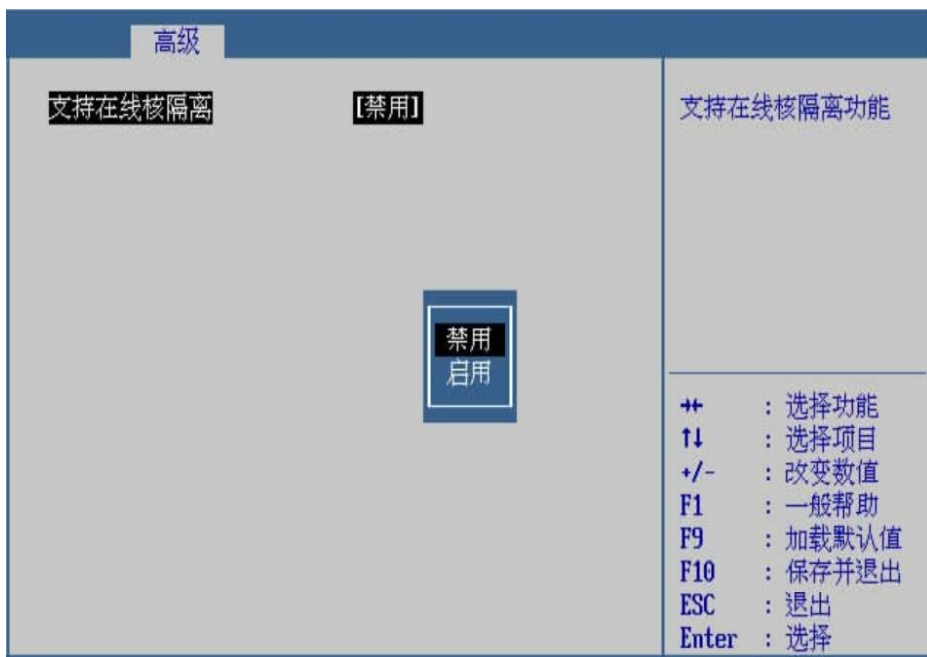 高级
支持在线核隔离 [禁用]
支持在线核隔离功能
禁用
启用
→← : 选择功能
↑↓ : 选择项目
+/- : 改变数值
F1 : 一般帮助
F9 : 加载默认值
F10 : 保存并退出
ESC : 退出
Enter : 选择